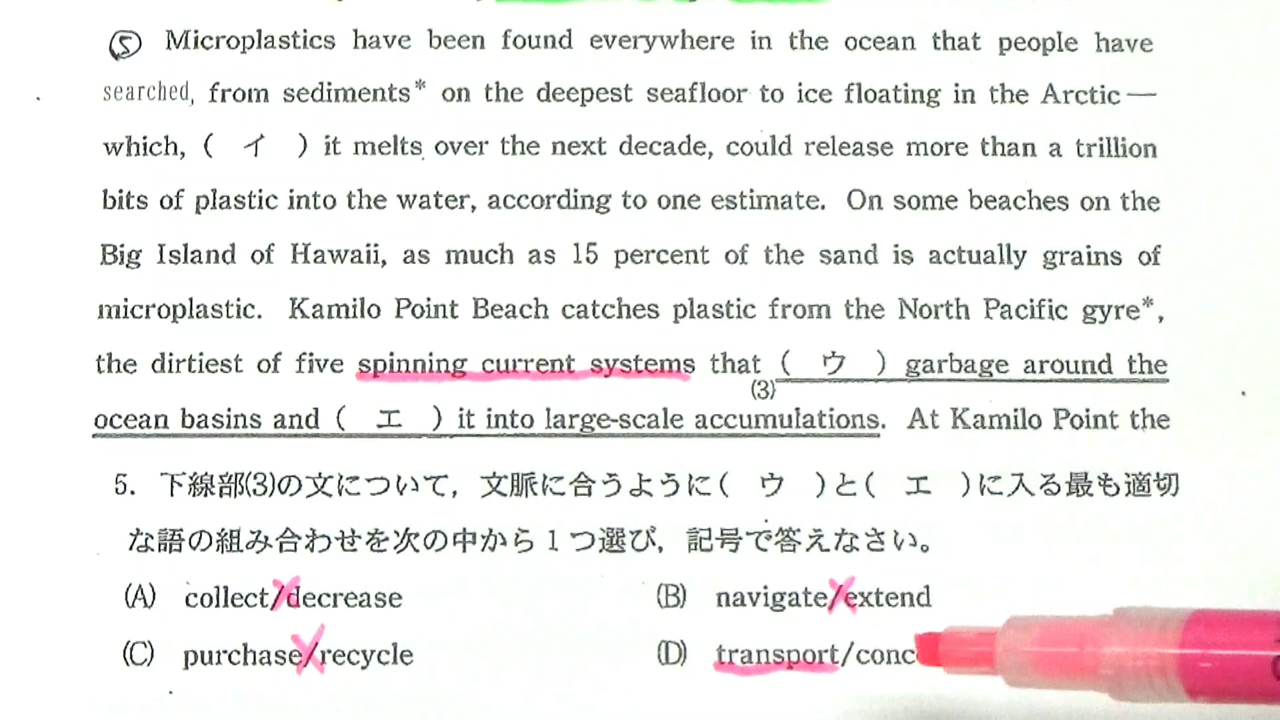 ⑤ Microplastics have been found everywhere in the ocean that people have
searched, from sediments* on the deepest seafloor to ice floating in the Arctic—
which, ( イ ) it melts over the next decade, could release more than a trillion
bits of plastic into the water, according to one estimate. On some beaches on the
Big Island of Hawaii, as much as 15 percent of the sand is actually grains of
microplastic. Kamilo Point Beach catches plastic from the North Pacific gyre*,
the dirtiest of five spinning current systems that ( ウ ) garbage around the
(3)
ocean basins and ( エ ) it into large-scale accumulations. At Kamilo Point the
5. 下線部(3)の文について,文脈に合うように( ウ )と( エ )に入る最も適切
な語の組み合わせを次の中から1つ選び,記号で答えなさい。
(A) collect/decrease (B) navigate/extend
(C) purchase/recycle (D) transport/conc